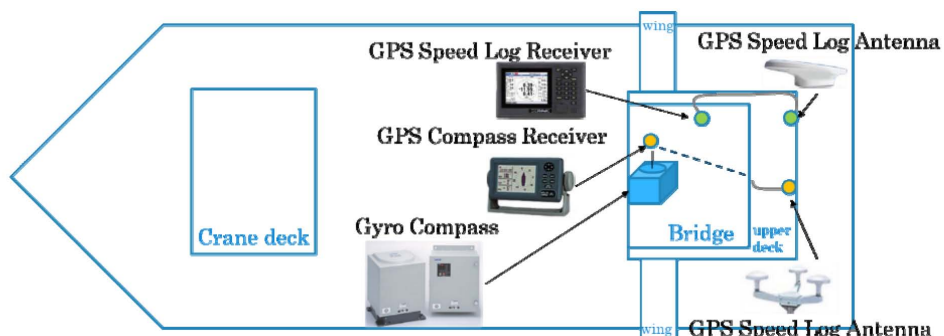 wing
GPS Speed Log Antenna
GPS Speed Log Receiver
GPS Compass Receiver
Gyro Compass
Crane deck
Bridge
upper
deck
wing
GPS Speed Log Antenna